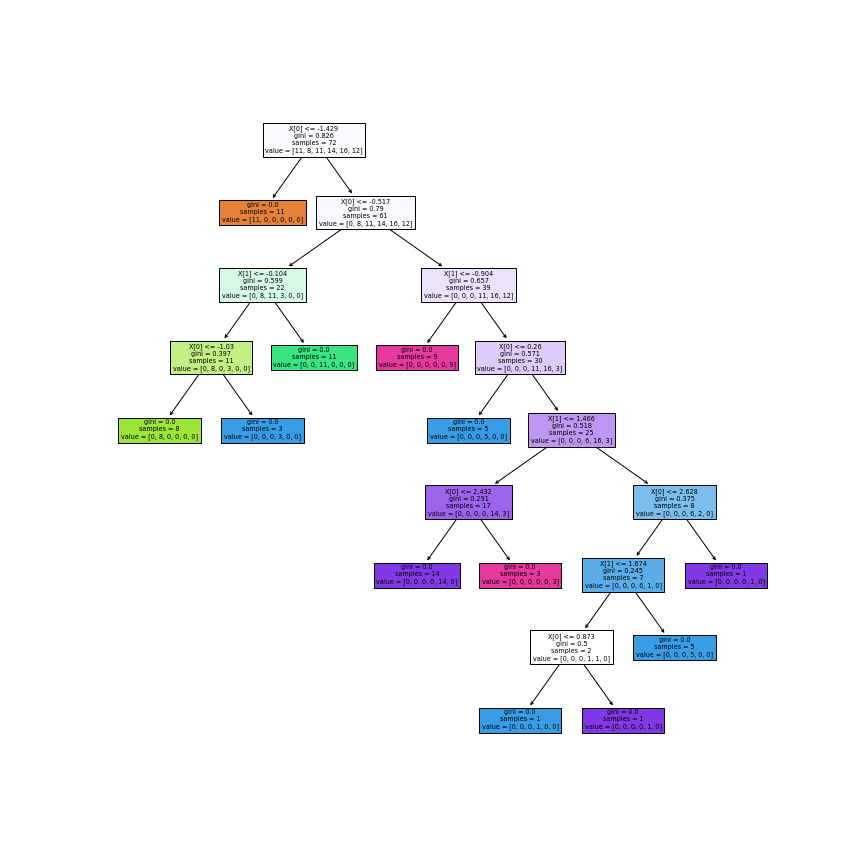 X[0] <= -1.429
gini = 0.826
samples = 72
value = [11, 8, 11, 14, 16, 12]
gini = 0.0
samples = 11
value = [11, 0, 0, 0, 0, 0]
X[0] <= -0.517
gini = 0.79
samples = 61
value = [0, 8, 11, 14, 16, 12]
X[1] <= -0.104
gini = 0.599
samples = 22
value = [0, 8, 11, 3, 0, 0]
X[1] <= -0.904
gini = 0.657
samples = 39
value = [0, 0, 0, 11, 16, 12]
X[0] <= -1.03
gini = 0.397
samples = 11
value = [0, 8, 0, 3, 0, 0]
gini = 0.0
samples = 11
value = [0, 0, 11, 0, 0, 0]
gini = 0.0
samples = 9
value = [0, 0, 0, 0, 0, 9]
X[0] <= 0.26
gini = 0.571
samples = 30
value = [0, 0, 0, 11, 16, 3]
gini = 0.0
samples = 8
value = [0, 8, 0, 0, 0, 0]
gini = 0.0
samples = 3
value = [0, 0, 0, 3, 0, 0]
gini = 0.0
samples = 5
value = [0, 0, 0, 5, 0, 0]
X[1] <= 1.466
gini = 0.518
samples = 25
value = [0, 0, 0, 6, 16, 3]
X[0] <= 2.432
gini = 0.291
samples = 17
value = [0, 0, 0, 0, 14, 3]
X[0] <= 2.628
gini = 0.375
samples = 8
value = [0, 0, 0, 6, 2, 0]
gini = 0.0
samples = 14
value = [0, 0, 0, 0, 14, 0]
gini = 0.0
samples = 3
value = [0, 0, 0, 0, 0, 3]
X[1] <= 1.674
gini = 0.245
samples = 7
value = [0, 0, 0, 6, 1, 0]
gini = 0.0
samples = 1
value = [0, 0, 0, 0, 1, 0]
X[0] <= 0.873
gini = 0.5
samples = 2
value = [0, 0, 0, 1, 1, 0]
gini = 0.0
samples = 5
value = [0, 0, 0, 5, 0, 0]
gini = 0.0
samples = 1
value = [0, 0, 0, 1, 0, 0]
gini = 0.0
samples = 1
value = [0, 0, 0, 0, 1, 0]